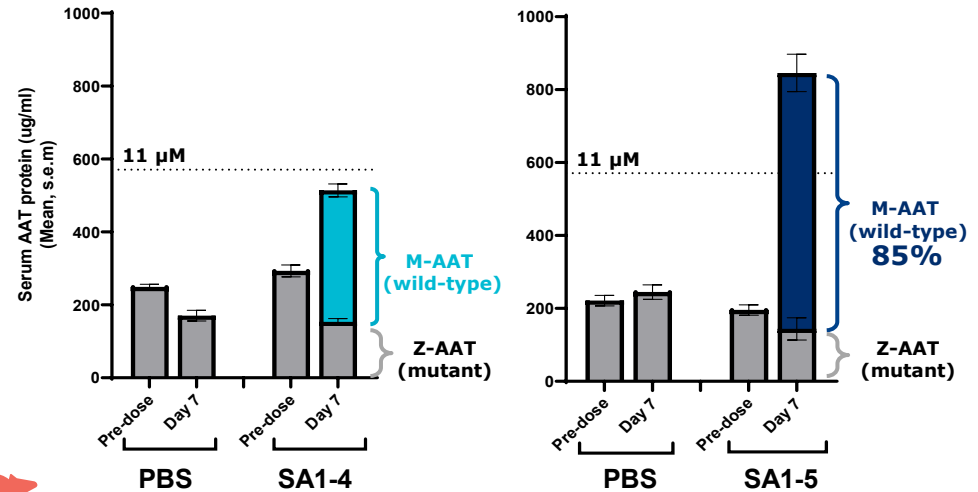 Serum AAT protein (ug/ml)
(Mean, s.e.m)
1000
800
600
400
200
0
11 µM
M-AAT
(wild-type)
Z-AAT
(mutant)
Pre-dose
Day 7
Pre-dose
Day 7
PBS
SA1-4
1000
800
600
400
200
0
11 µM
M-AAT
(wild-type)
85%
Z-AAT
(mutant)
Pre-dose
Day 7
Pre-dose
Day 7
PBS
SA1-5